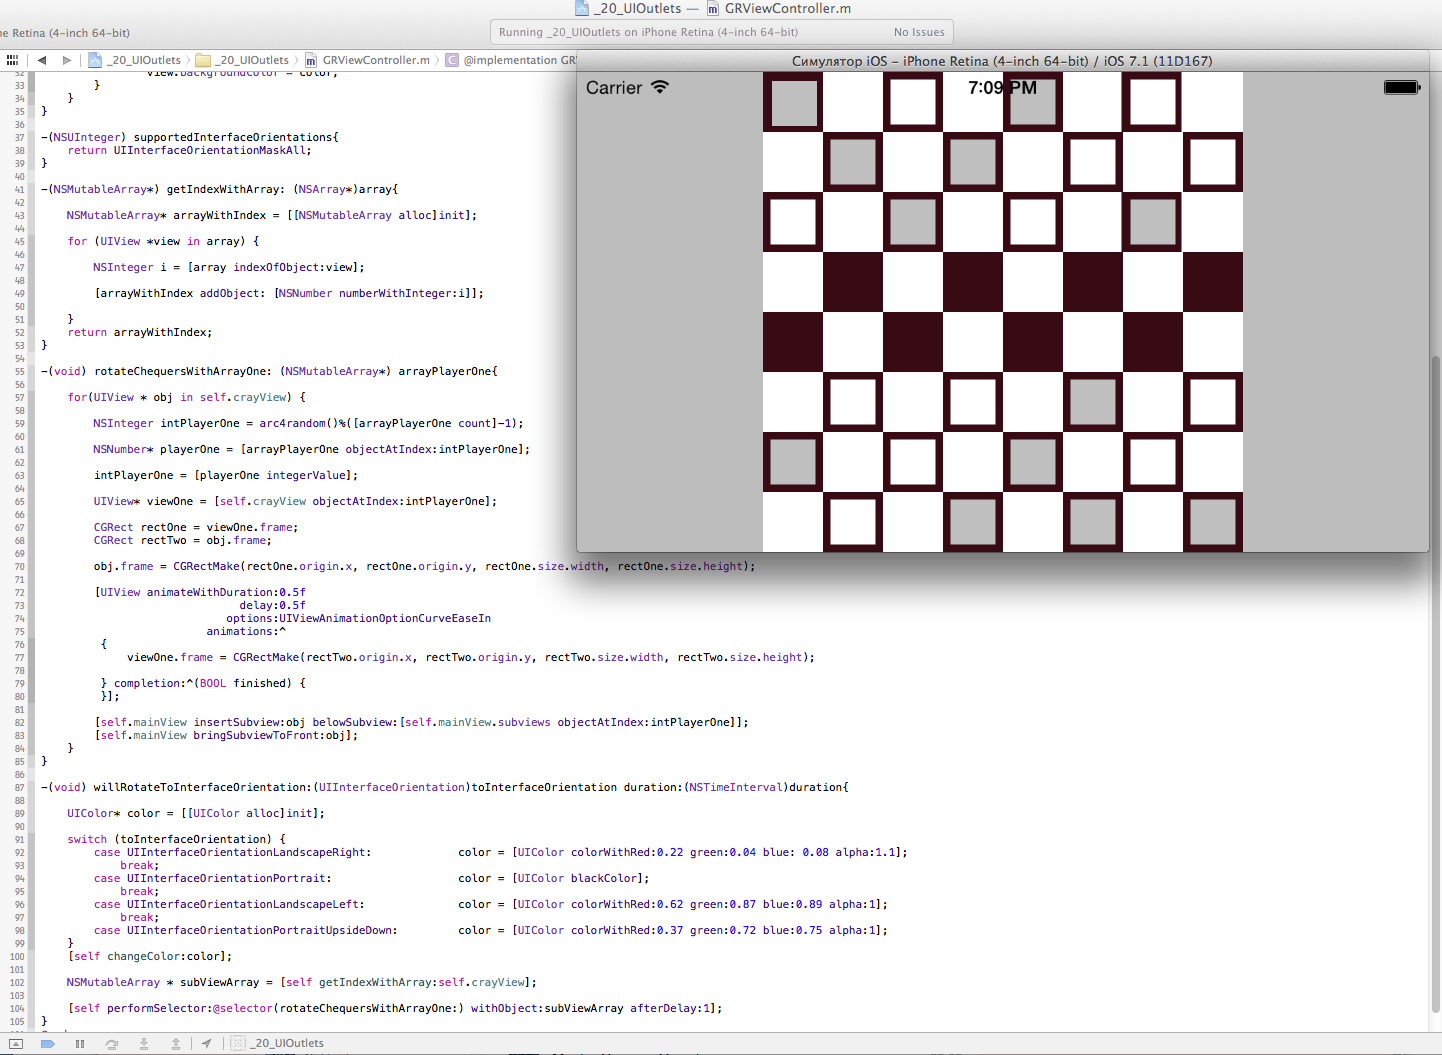 _20_UIOutlets — GRViewController.m
ne Retina (4-inch 64-bit)
Running _20_UIOutlets on iPhone Retina (4-inch 64-bit) No Issues
_20_UIOutlets _20_UIOutlets GRViewController.m @implementation GR
Симулятор iOS – iPhone Retina (4-inch 64-bit) / iOS 7.1 (11D167)
Carrier 7:09 PM
32 view.backgroundColor = color;
33 }
34 }
35 }
36
37 -(NSUInteger) supportedInterfaceOrientations{
38 return UIInterfaceOrientationMaskAll;
39 }
40
41 -(NSMutableArray*) getIndexWithArray: (NSArray*)array{
42
43 NSMutableArray* arrayWithIndex = [[NSMutableArray alloc]init];
44
45 for (UIView *view in array) {
46
47 NSInteger i = [array indexOfObject:view];
48
49 [arrayWithIndex addObject: [NSNumber numberWithInteger:i]];
50
51 }
52 return arrayWithIndex;
53 }
54
55 -(void) rotateChequersWithArrayOne: (NSMutableArray*) arrayPlayerOne{
56
57 for(UIView * obj in self.crayView) {
58
59 NSInteger intPlayerOne = arc4random()%([arrayPlayerOne count]-1);
60
61 NSNumber* playerOne = [arrayPlayerOne objectAtIndex:intPlayerOne];
62
63 intPlayerOne = [playerOne integerValue];
64
65 UIView* viewOne = [self.crayView objectAtIndex:intPlayerOne];
66
67 CGRect rectOne = viewOne.frame;
68 CGRect rectTwo = obj.frame;
69
70 obj.frame = CGRectMake(rectOne.origin.x, rectOne.origin.y, rectOne.size.width, rectOne.size.height);
71
72 [UIView animateWithDuration:0.5f
73 delay:0.5f
74 options:UIViewAnimationOptionCurveEaseIn
75 animations:^
76 {
77 viewOne.frame = CGRectMake(rectTwo.origin.x, rectTwo.origin.y, rectTwo.size.width, rectTwo.size.height);
78
79 } completion:^(BOOL finished) {
80 }];
81
82 [self.mainView insertSubview:obj belowSubview:[self.mainView.subviews objectAtIndex:intPlayerOne]];
83 [self.mainView bringSubviewToFront:obj];
84 }
85 }
86
87 -(void) willRotateToInterfaceOrientation:(UIInterfaceOrientation)toInterfaceOrientation duration:(NSTimeInterval)duration{
88
89 UIColor* color = [[UIColor alloc]init];
90
91 switch (toInterfaceOrientation) {
92 case UIInterfaceOrientationLandscapeRight: color = [UIColor colorWithRed:0.22 green:0.04 blue: 0.08 alpha:1.1];
93 break;
94 case UIInterfaceOrientationPortrait: color = [UIColor blackColor];
95 break;
96 case UIInterfaceOrientationLandscapeLeft: color = [UIColor colorWithRed:0.62 green:0.87 blue:0.89 alpha:1];
97 break;
98 case UIInterfaceOrientationPortraitUpsideDown: color = [UIColor colorWithRed:0.37 green:0.72 blue:0.75 alpha:1];
99 }
100 [self changeColor:color];
101
102 NSMutableArray * subViewArray = [self getIndexWithArray:self.crayView];
103
104 [self performSelector:@selector(rotateChequersWithArrayOne:) withObject:subViewArray afterDelay:1];
105 }
_20_UIOutlets